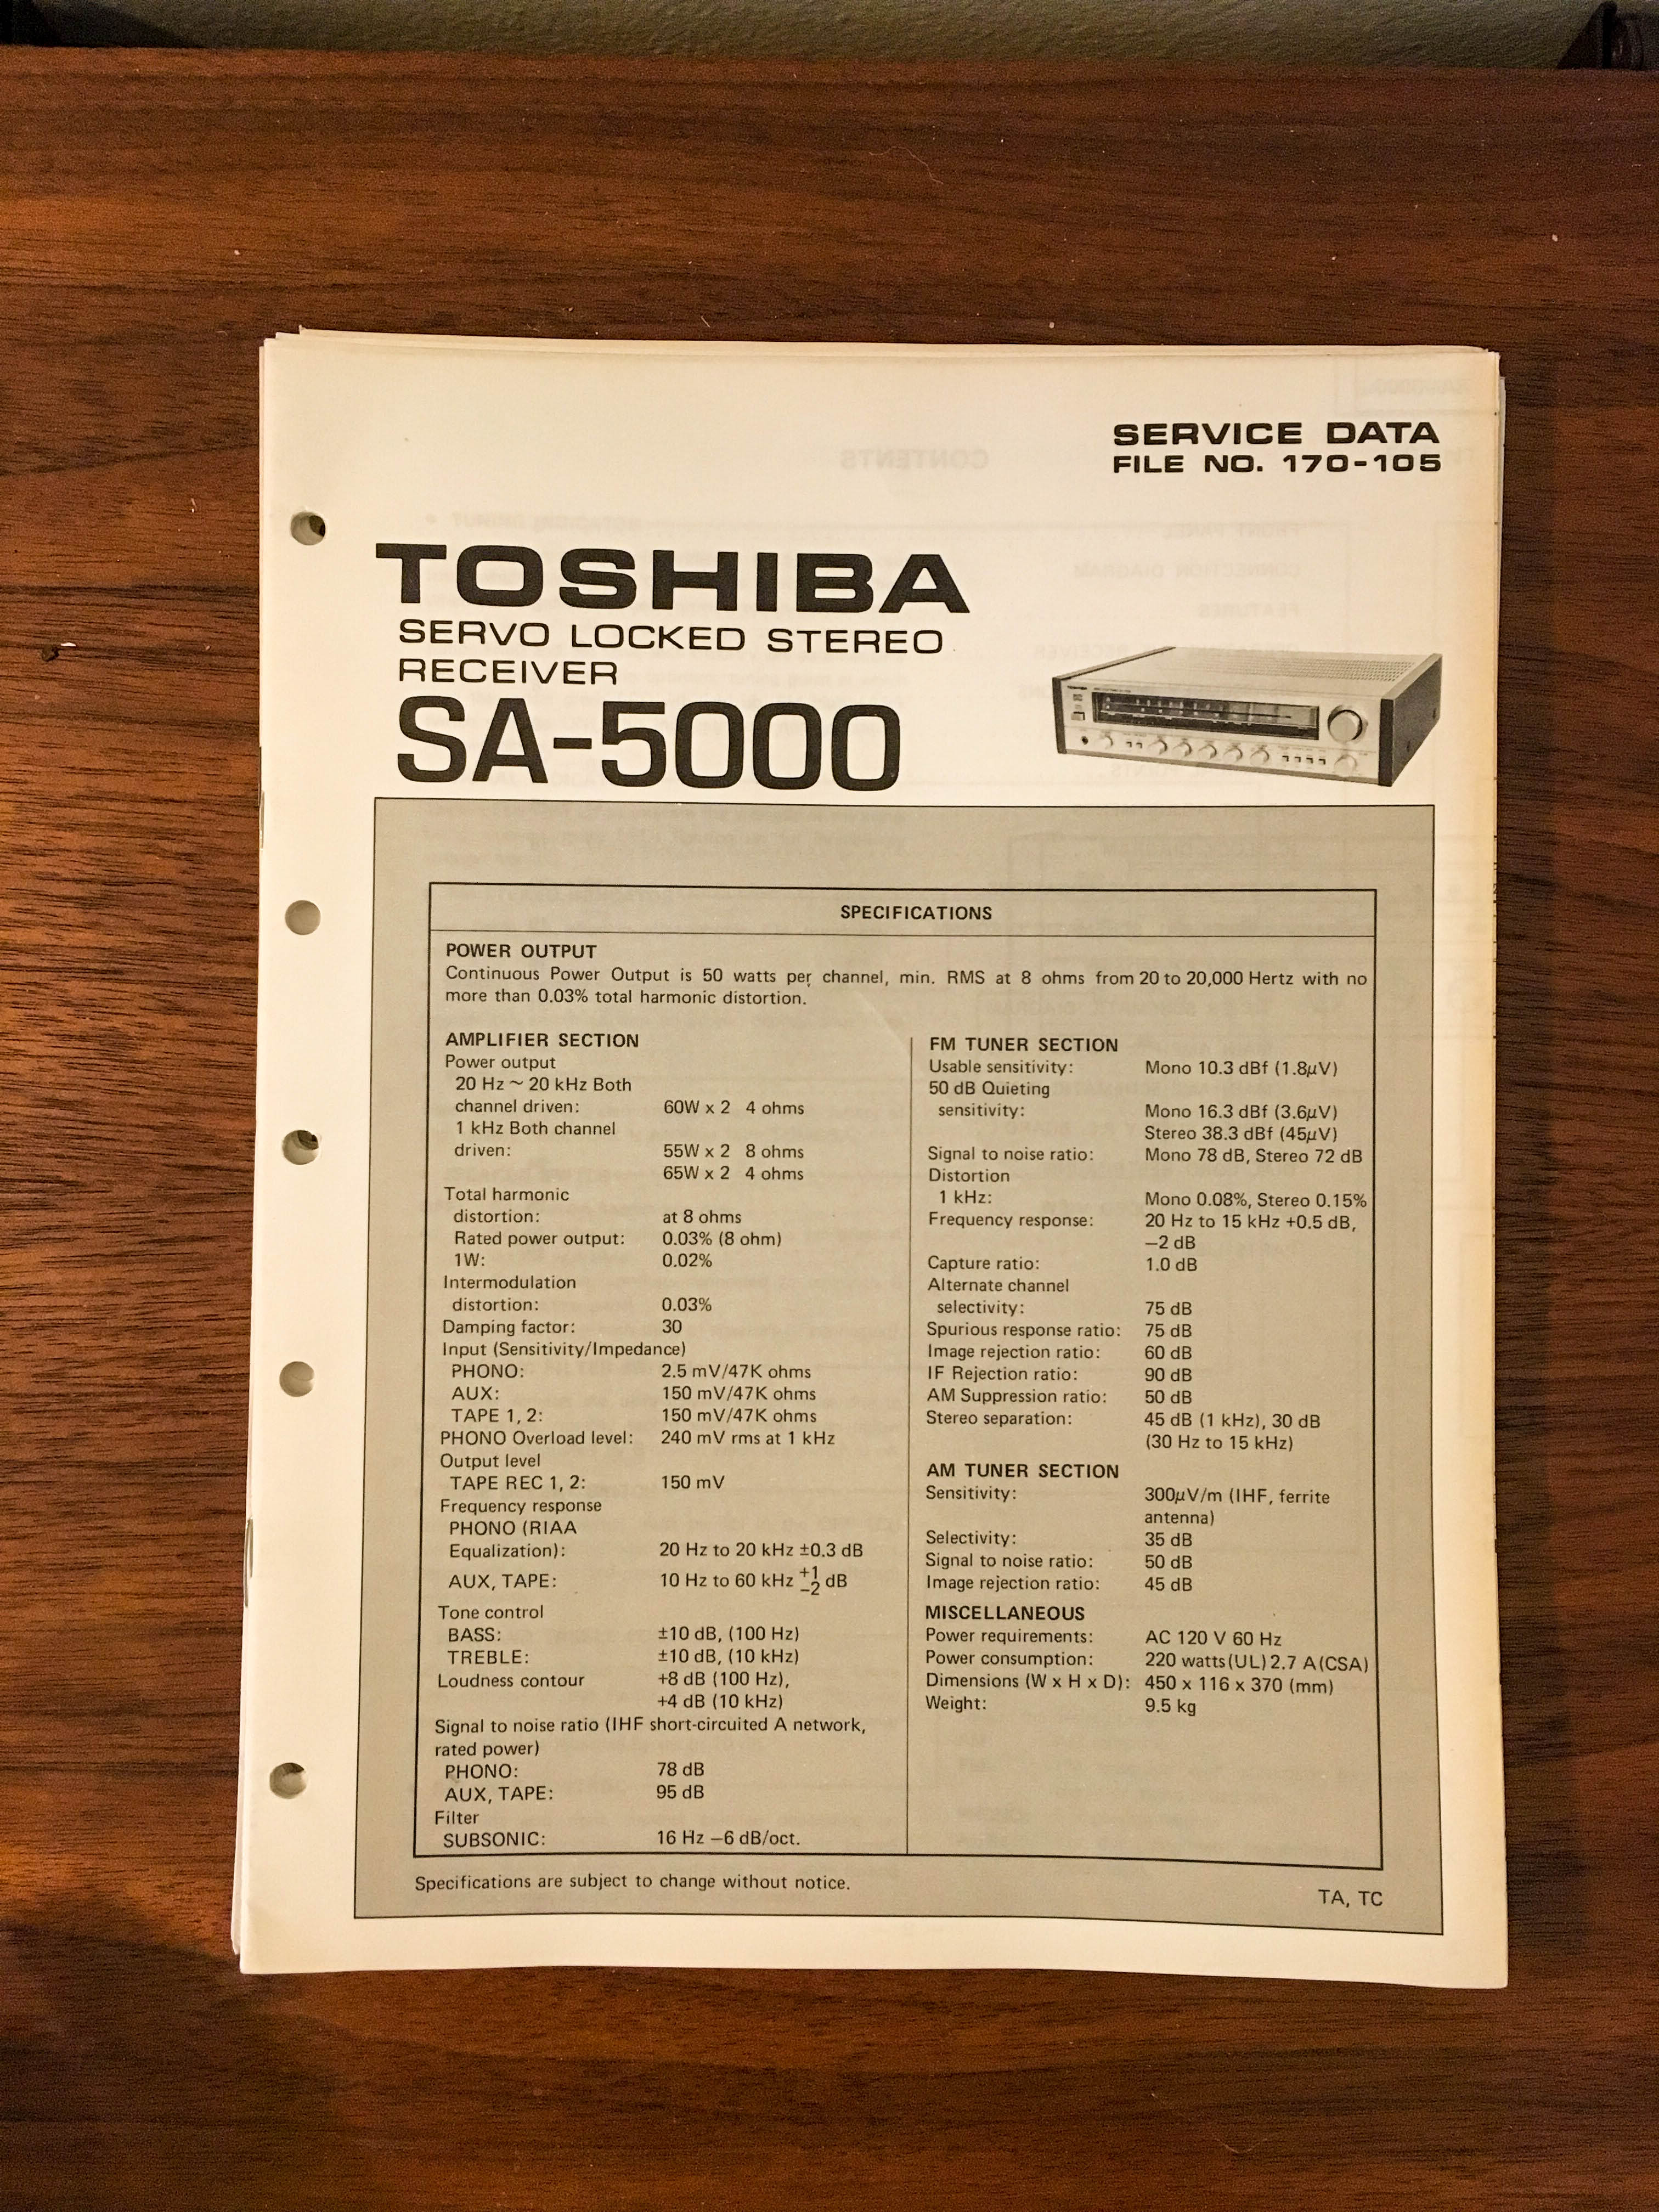 SERVICE DATA
FILE NO. 170-105
TOSHIBA
SERVO LOCKED STEREO
RECEIVER
SA-5000
SPECIFICATIONS
POWER OUTPUT
Continuous Power Output is 50 watts per channel, min. RMS at 8 ohms from 20 to 20,000 Hertz with no
more than 0.03% total harmonic distortion.
AMPLIFIER SECTION
Power output
20 Hz ~ 20 kHz Both
channel driven: 60W x 2 4 ohms
1 kHz Both channel
driven: 55W x 2 8 ohms
65W x 2 4 ohms
Total harmonic
distortion: at 8 ohms
Rated power output: 0.03% (8 ohm)
1W: 0.02%
Intermodulation
distortion: 0.03%
Damping factor: 30
Input (Sensitivity/Impedance)
PHONO: 2.5 mV/47K ohms
AUX: 150 mV/47K ohms
TAPE 1, 2: 150 mV/47K ohms
PHONO Overload level: 240 mV rms at 1 kHz
Output level
TAPE REC 1, 2: 150 mV
Frequency response
PHONO (RIAA
Equalization): 20 Hz to 20 kHz ±0.3 dB
AUX, TAPE: 10 Hz to 60 kHz +1 −2 dB
Tone control
BASS: ±10 dB, (100 Hz)
TREBLE: ±10 dB, (10 kHz)
Loudness contour +8 dB (100 Hz),
+4 dB (10 kHz)
Signal to noise ratio (IHF short-circuited A network,
rated power)
PHONO: 78 dB
AUX, TAPE: 95 dB
Filter
SUBSONIC: 16 Hz −6 dB/oct.
FM TUNER SECTION
Usable sensitivity: Mono 10.3 dBf (1.8μV)
50 dB Quieting
sensitivity: Mono 16.3 dBf (3.6μV)
Stereo 38.3 dBf (45μV)
Signal to noise ratio: Mono 78 dB, Stereo 72 dB
Distortion
1 kHz: Mono 0.08%, Stereo 0.15%
Frequency response: 20 Hz to 15 kHz +0.5 dB,
−2 dB
Capture ratio: 1.0 dB
Alternate channel
selectivity: 75 dB
Spurious response ratio: 75 dB
Image rejection ratio: 60 dB
IF Rejection ratio: 90 dB
AM Suppression ratio: 50 dB
Stereo separation: 45 dB (1 kHz), 30 dB
(30 Hz to 15 kHz)
AM TUNER SECTION
Sensitivity: 300μV/m (IHF, ferrite
antenna)
Selectivity: 35 dB
Signal to noise ratio: 50 dB
Image rejection ratio: 45 dB
MISCELLANEOUS
Power requirements: AC 120 V 60 Hz
Power consumption: 220 watts (UL) 2.7 A (CSA)
Dimensions (W x H x D): 450 x 116 x 370 (mm)
Weight: 9.5 kg
Specifications are subject to change without notice.
TA, TC